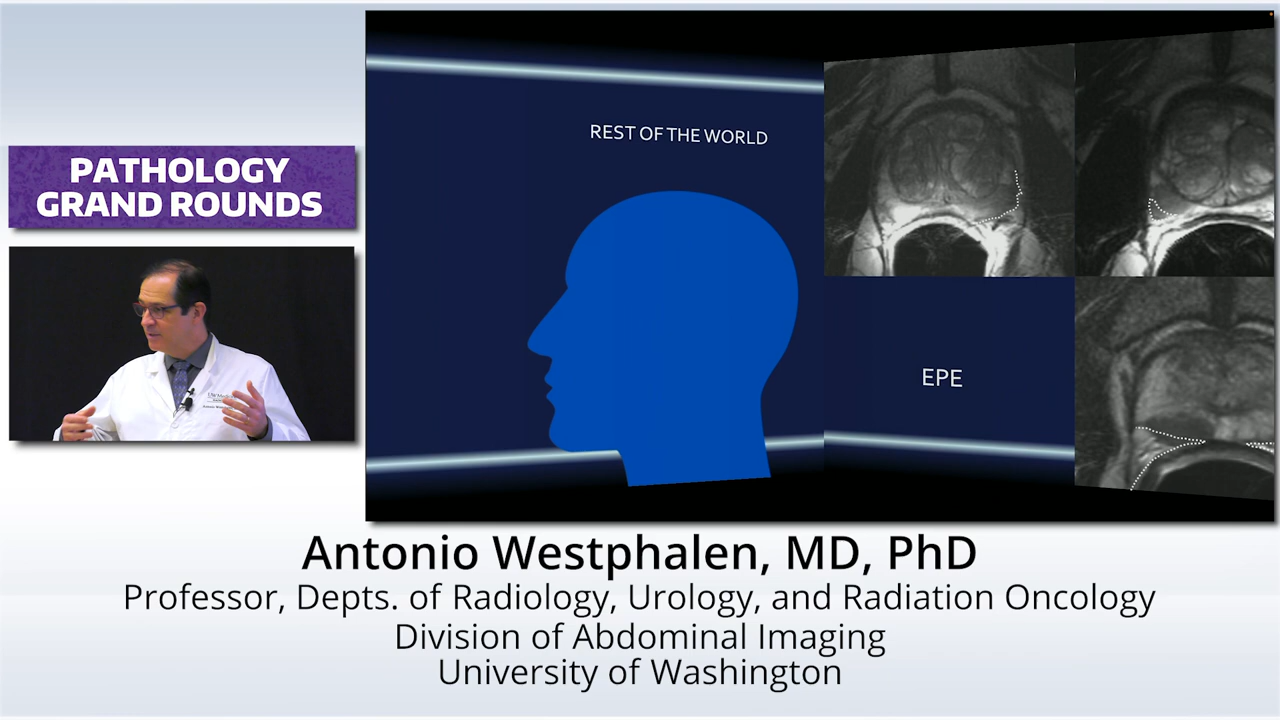 PATHOLOGY
GRAND ROUNDS
REST OF THE WORLD
EPE
Antonio Westphalen, MD, PhD
Professor, Depts. of Radiology, Urology, and Radiation Oncology
Division of Abdominal Imaging
University of Washington